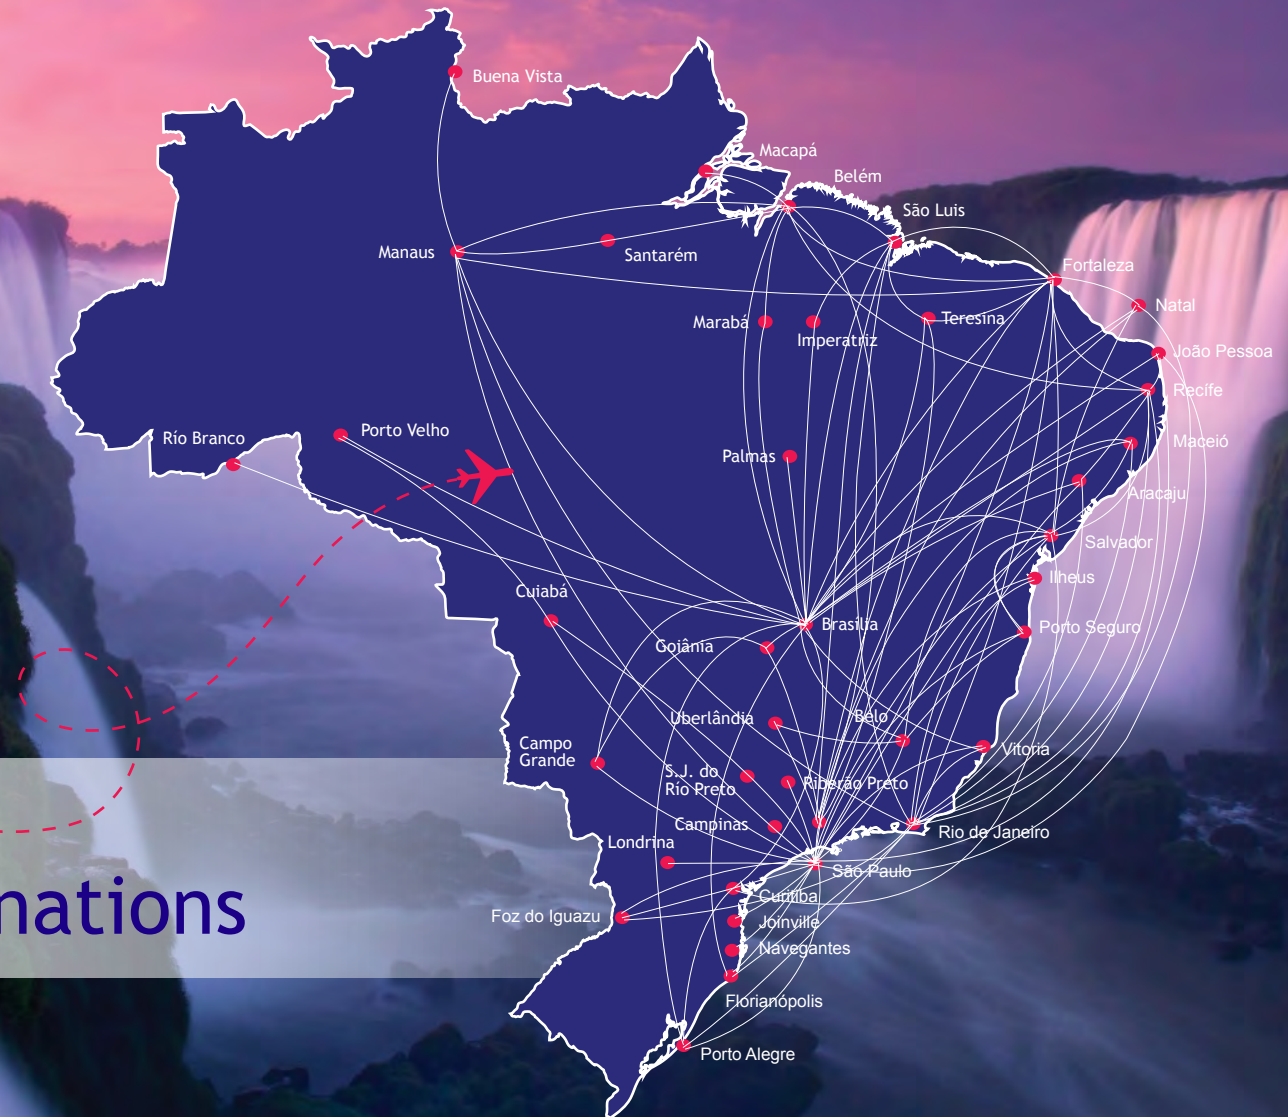 Buena Vista
Macapá
Belém
São Luis
Manaus
Santarém
Fortaleza
Natal
Marabá
Teresina
Imperatriz
João Pessoa
Recífe
Río Branco
Porto Velho
Maceió
Palmas
Aracaju
Salvador
Ilheus
Cuiabá
Brasilia
Porto Seguro
Goiânia
Uberlândia
Belo
Vitoria
Campo
Grande
S.J. do
Rio Preto
Riberão Preto
Campinas
Rio de Janeiro
Londrina
São Paulo
Curitiba
Foz do Iguazu
Joinville
nations
Navegantes
Florianópolis
Porto Alegre